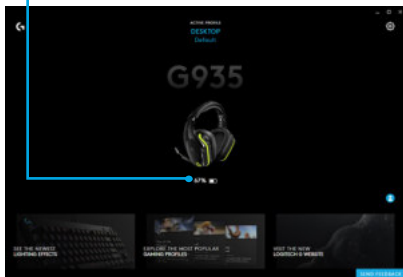 ACTIVE PROFILE
DESKTOP
Default
G935
67%
SEE THE NEWEST
LIGHTING EFFECTS
EXPLORE THE MOST POPULAR
GAMING PROFILES
VISIT THE NEW
LOGITECH G WEBSITE
SEND FEEDBACK